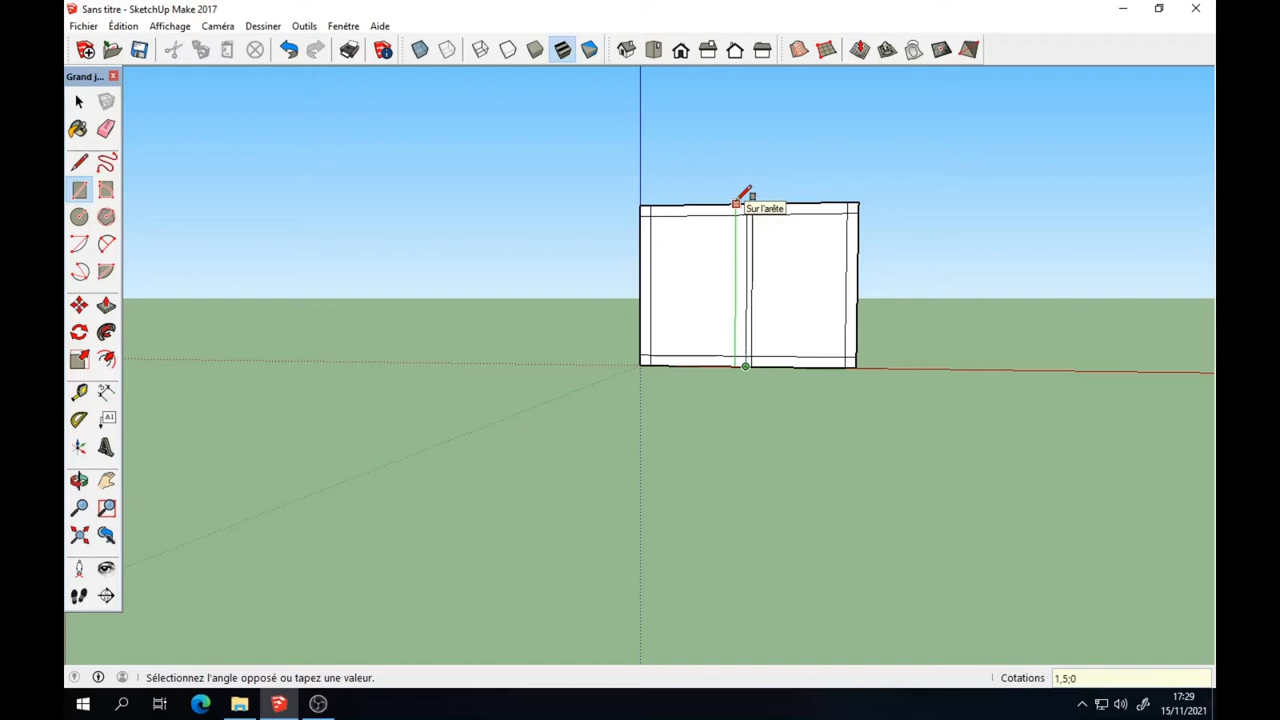 Sans titre - SketchUp Make 2017
Fichier Édition Affichage Caméra Dessiner Outils Fenêtre Aide
Grand j...
A1
Sur l'arête
Sélectionnez l'angle opposé ou tapez une valeur.
Cotations 1,5;0
17:29
15/11/2021